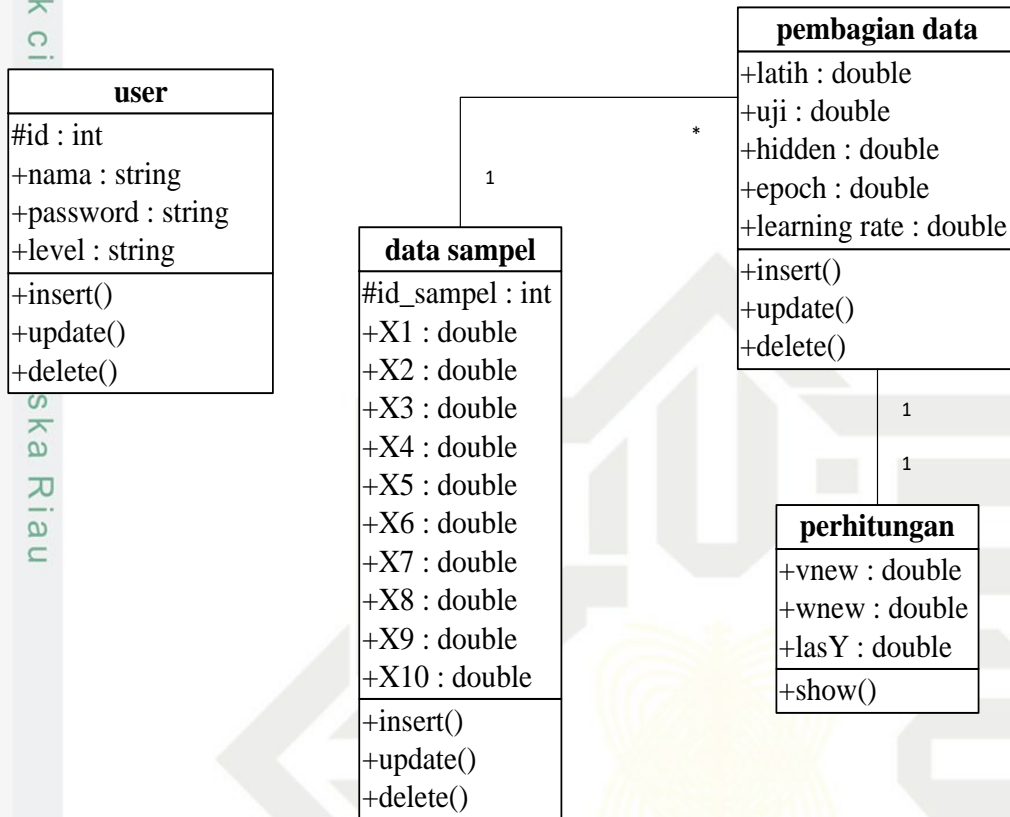 k ci
ska Riau
user
#id : int
+nama : string
+password : string
+level : string
+insert()
+update()
+delete()
1
*
data sampel
#id_sampel : int
+X1 : double
+X2 : double
+X3 : double
+X4 : double
+X5 : double
+X6 : double
+X7 : double
+X8 : double
+X9 : double
+X10 : double
+insert()
+update()
+delete()
pembagian data
+latih : double
+uji : double
+hidden : double
+epoch : double
+learning rate : double
+insert()
+update()
+delete()
1
1
perhitungan
+vnew : double
+wnew : double
+lasY : double
+show()